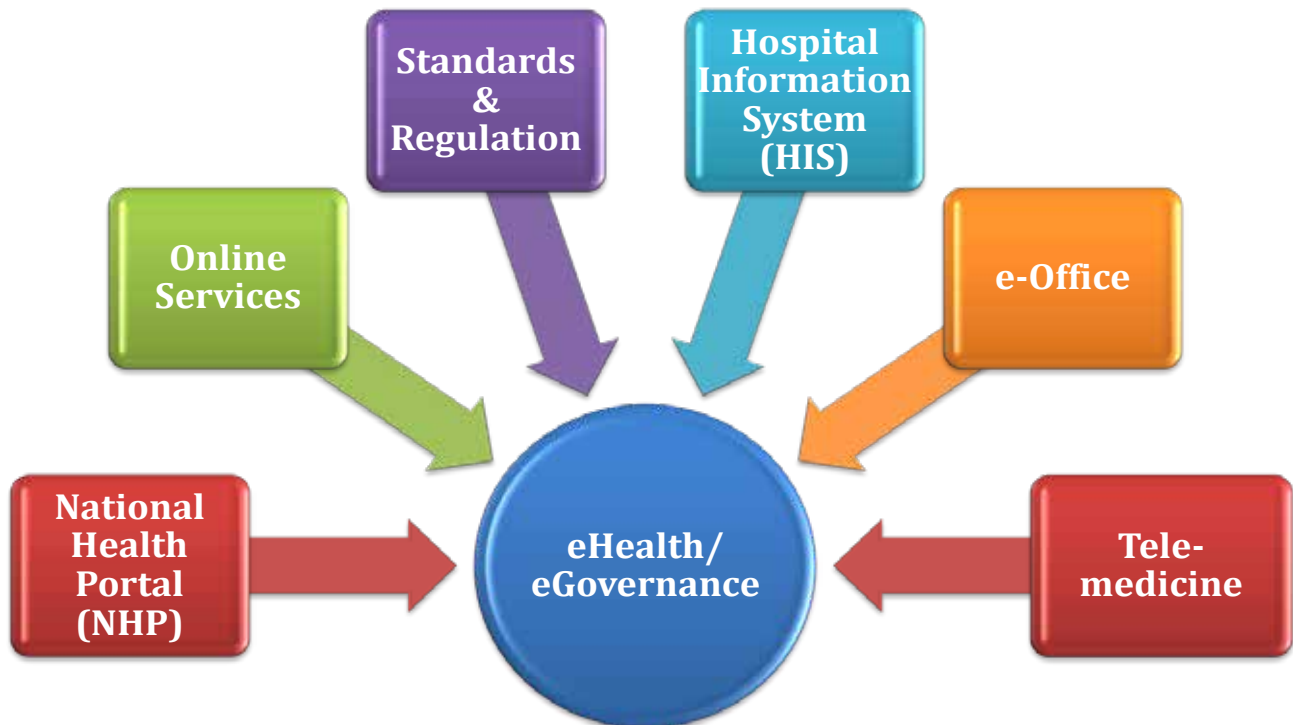 Standards
&
Regulation
Hospital
Information
System
(HIS)
Online
Services
e-Office
National
Health
Portal
(NHP)
eHealth/
eGovernance
Tele-
medicine